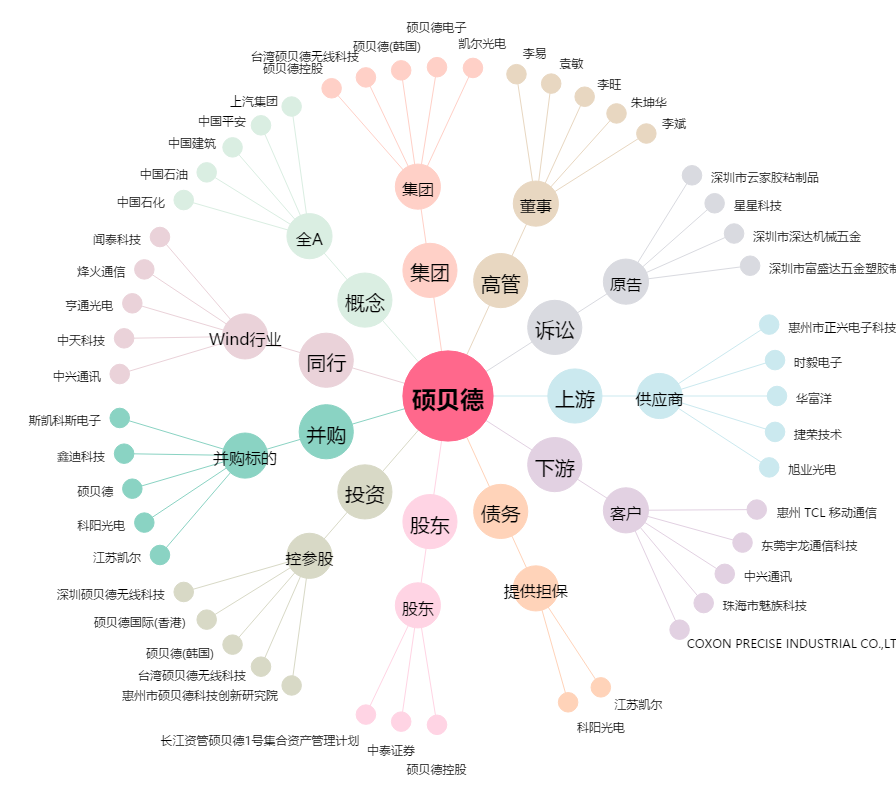 硕贝德电子
硕贝德(韩国)
凯尔光电
台湾硕贝德无线科技
硕贝德控股
李易
袁敏
李旺
朱坤华
李斌
上汽集团
中国平安
中国建筑
中国石油
中国石化
集团
董事
深圳市云家胶粘制品
星星科技
深圳市深达机械五金
深圳市富盛达五金塑胶制
闻泰科技
烽火通信
亨通光电
中天科技
中兴通讯
全A
集团
高管
原告
概念
诉讼
Wind行业
同行
惠州市正兴电子科技
时毅电子
华富洋
捷荣技术
旭业光电
硕贝德
上游
供应商
斯凯科斯电子
鑫迪科技
硕贝德
科阳光电
江苏凯尔
并购
并购标的
下游
投资
股东
债务
客户
惠州 TCL 移动通信
东莞宇龙通信科技
中兴通讯
珠海市魅族科技
COXON PRECISE INDUSTRIAL CO.,LT
控参股
深圳硕贝德无线科技
硕贝德国际(香港)
硕贝德(韩国)
台湾硕贝德无线科技
惠州市硕贝德科技创新研究院
股东
提供担保
长江资管硕贝德1号集合资产管理计划
中泰证券
硕贝德控股
江苏凯尔
科阳光电